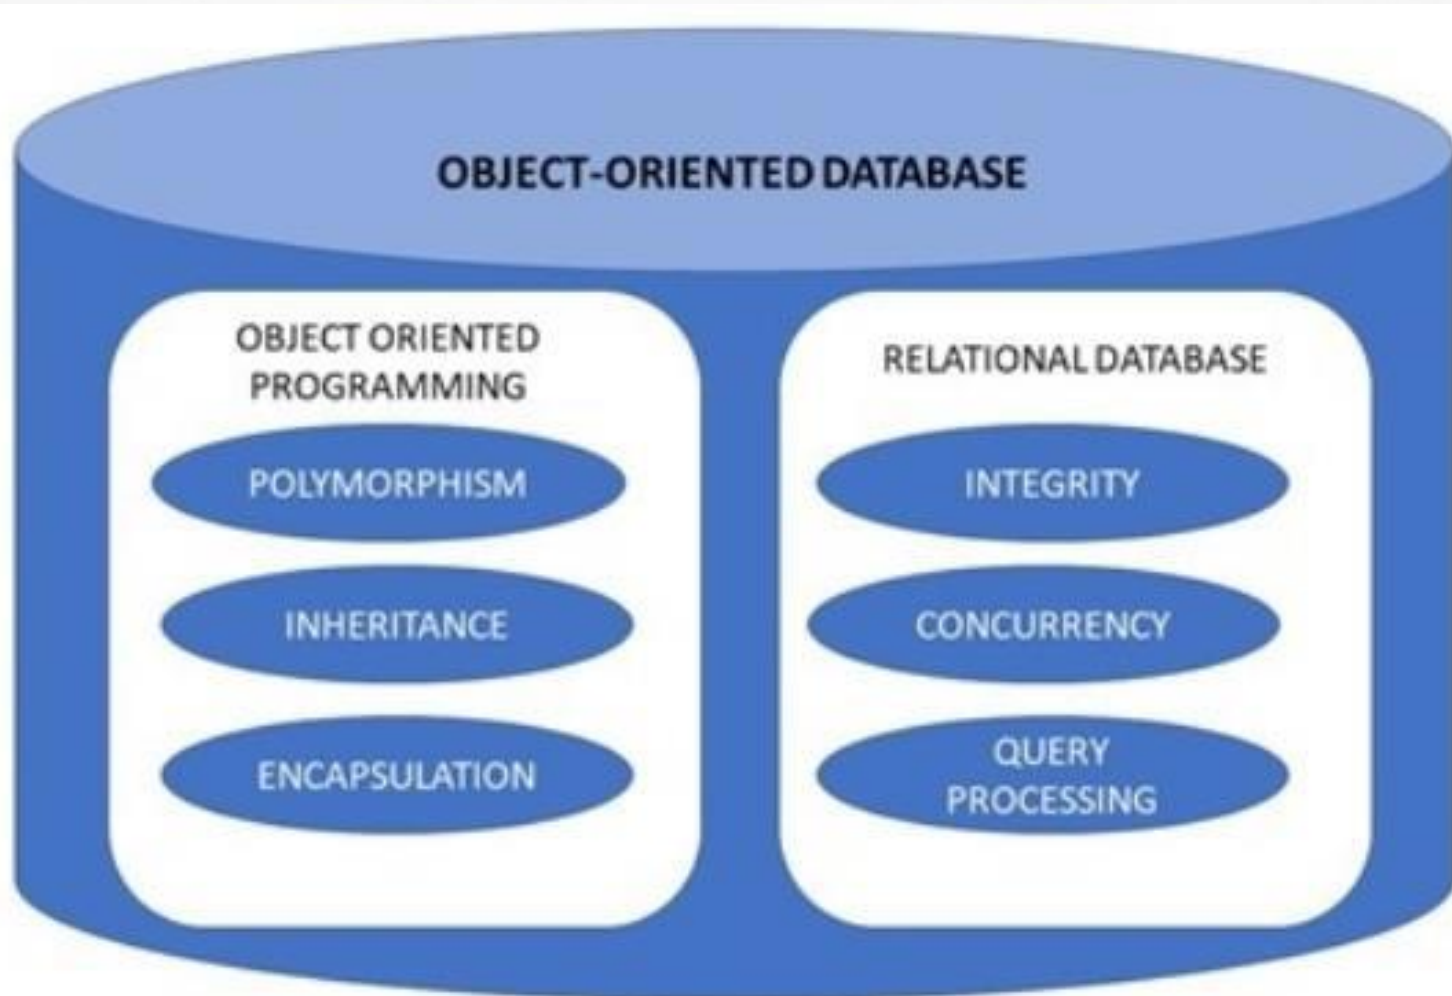 OBJECT-ORIENTED DATABASE
OBJECT ORIENTED
PROGRAMMING
POLYMORPHISM
INHERITANCE
ENCAPSULATION
RELATIONAL DATABASE
INTEGRITY
CONCURRENCY
QUERY
PROCESSING